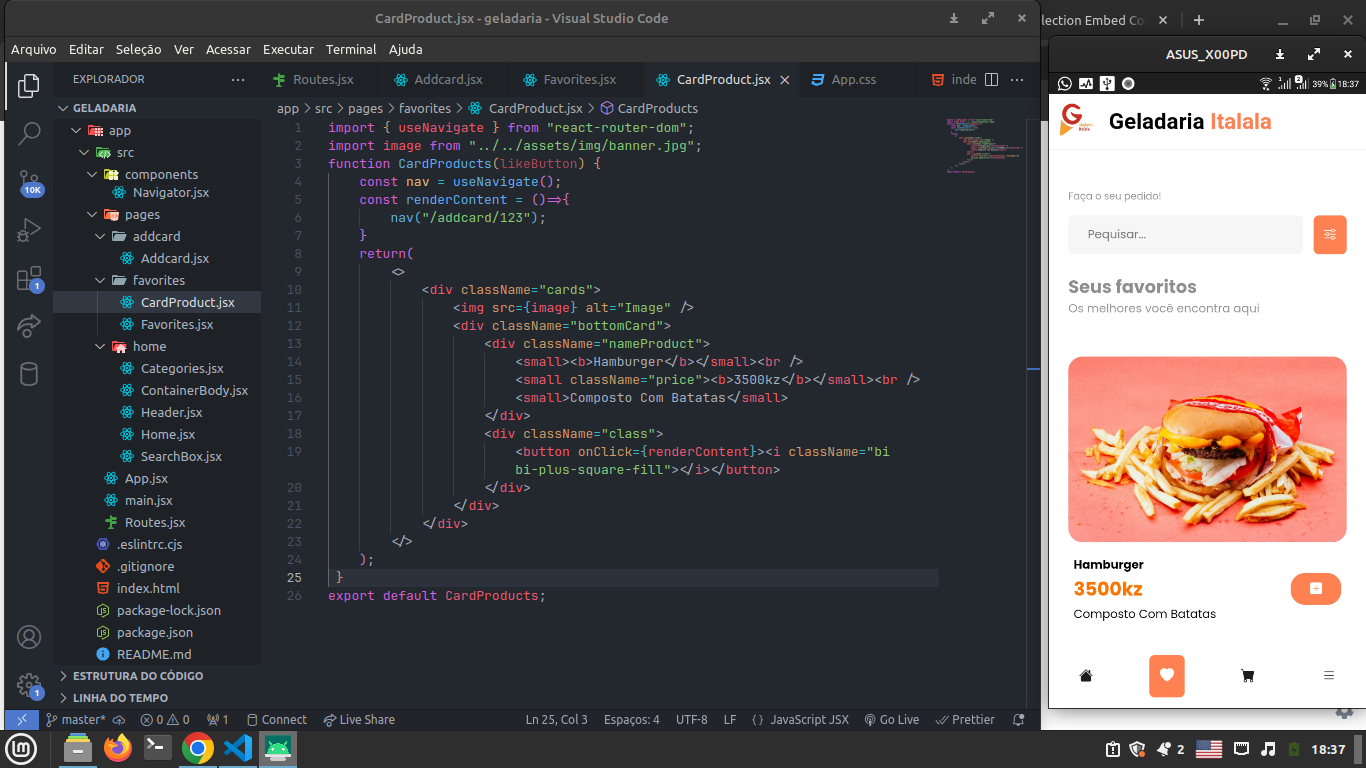 CardProduct.jsx - geladaria - Visual Studio Code
lection Embed Co
Arquivo Editar Seleção Ver Acessar Executar Terminal Ajuda
EXPLORADOR
GELADARIA
app
src
components
Navigator.jsx
pages
addcard
Addcard.jsx
favorites
CardProduct.jsx
Favorites.jsx
home
Categories.jsx
ContainerBody.jsx
Header.jsx
Home.jsx
SearchBox.jsx
App.jsx
main.jsx
Routes.jsx
.eslintrc.cjs
.gitignore
index.html
package-lock.json
package.json
README.md
ESTRUTURA DO CÓDIGO
LINHA DO TEMPO
10K
1
1
Routes.jsx Addcard.jsx Favorites.jsx CardProduct.jsx App.css inde
app > src > pages > favorites > CardProduct.jsx > CardProducts
1 import { useNavigate } from "react-router-dom";
2 import image from "../../assets/img/banner.jpg";
3 function CardProducts(likeButton) {
4 const nav = useNavigate();
5 const renderContent = ()=>{
6 nav("/addcard/123");
7 }
8 return(
9 <>
10 <div className="cards">
11 <img src={image} alt="Image" />
12 <div className="bottomCard">
13 <div className="nameProduct">
14 <small><b>Hamburger</b></small><br />
15 <small className="price"><b>3500kz</b></small><br />
16 <small>Composto Com Batatas</small>
17 </div>
18 <div className="class">
19 <button onClick={renderContent}><i className="bi
bi-plus-square-fill"></i></button>
20 </div>
21 </div>
22 </div>
23 </>
24 );
25 }
26 export default CardProducts;
master* 0 0 1 Connect Live Share Ln 25, Col 3 Espaços: 4 UTF-8 LF {} JavaScript JSX Go Live Prettier
ASUS_X00PD
39% 18:37
Geladaria Italala
Faça o seu pedido!
Pequisar...
Seus favoritos
Os melhores você encontra aqui
Hamburger
3500kz
Composto Com Batatas
2 18:37